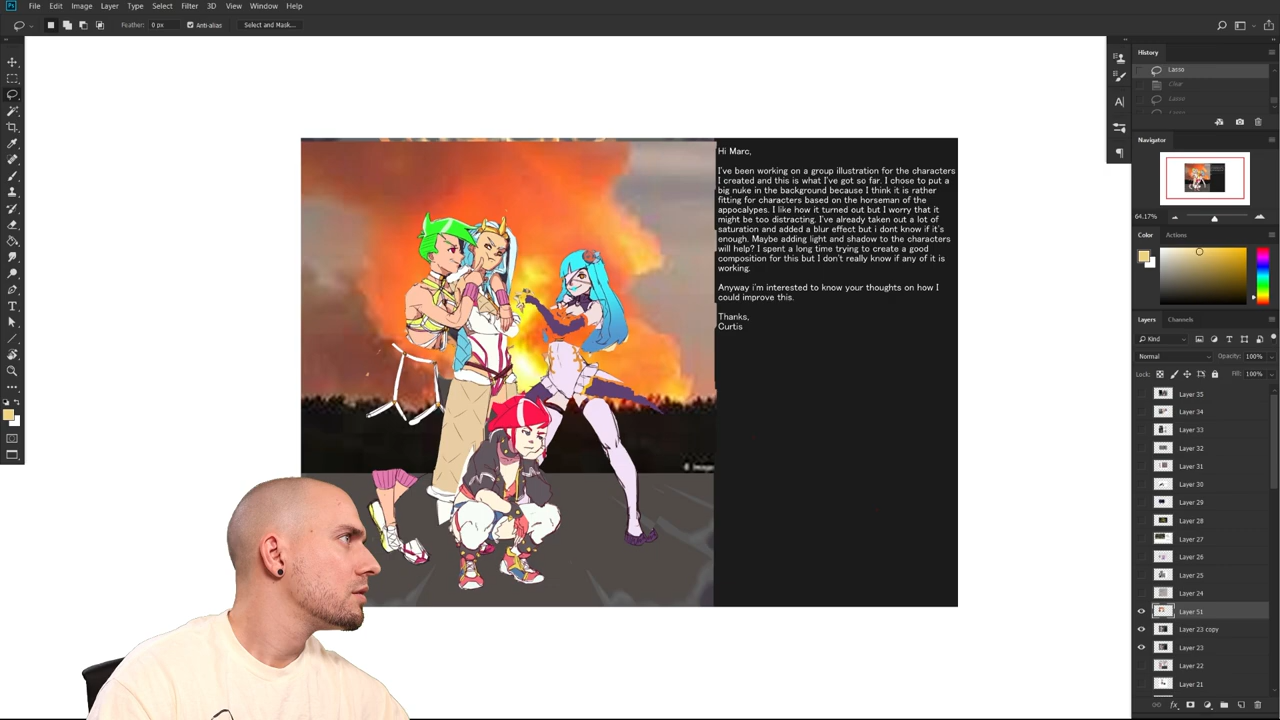 File Edit Image Layer Type Select Filter 3D View Window Help
Feather: 0 px Anti-alias Select and Mask...
History
Lasso
Clear
Lasso
Lasso
Navigator
64.17%
Color Actions
Layers Channels
Kind
Normal Opacity: 100%
Lock: Fill: 100%
Layer 35
Layer 34
Layer 33
Layer 32
Layer 31
Layer 30
Layer 29
Layer 28
Layer 27
Layer 26
Layer 25
Layer 24
Layer 51
Layer 23 copy
Layer 23
Layer 22
Layer 21
Hi Marc,
I've been working on a group illustration for the characters
I created and this is what I've got so far. I chose to put a
big nuke in the background because I think it is rather
fitting for characters based on the horseman of the
appocalypes. I like how it turned out but I worry that it
might be too distracting. I've already taken out a lot of
saturation and added a blur effect but i dont know if it's
enough. Maybe adding light and shadow to the characters
will help? I spent a long time trying to create a good
composition for this but I don't really know if any of it is
working.
Anyway i'm interested to know your thoughts on how I
could improve this.
Thanks,
Curtis